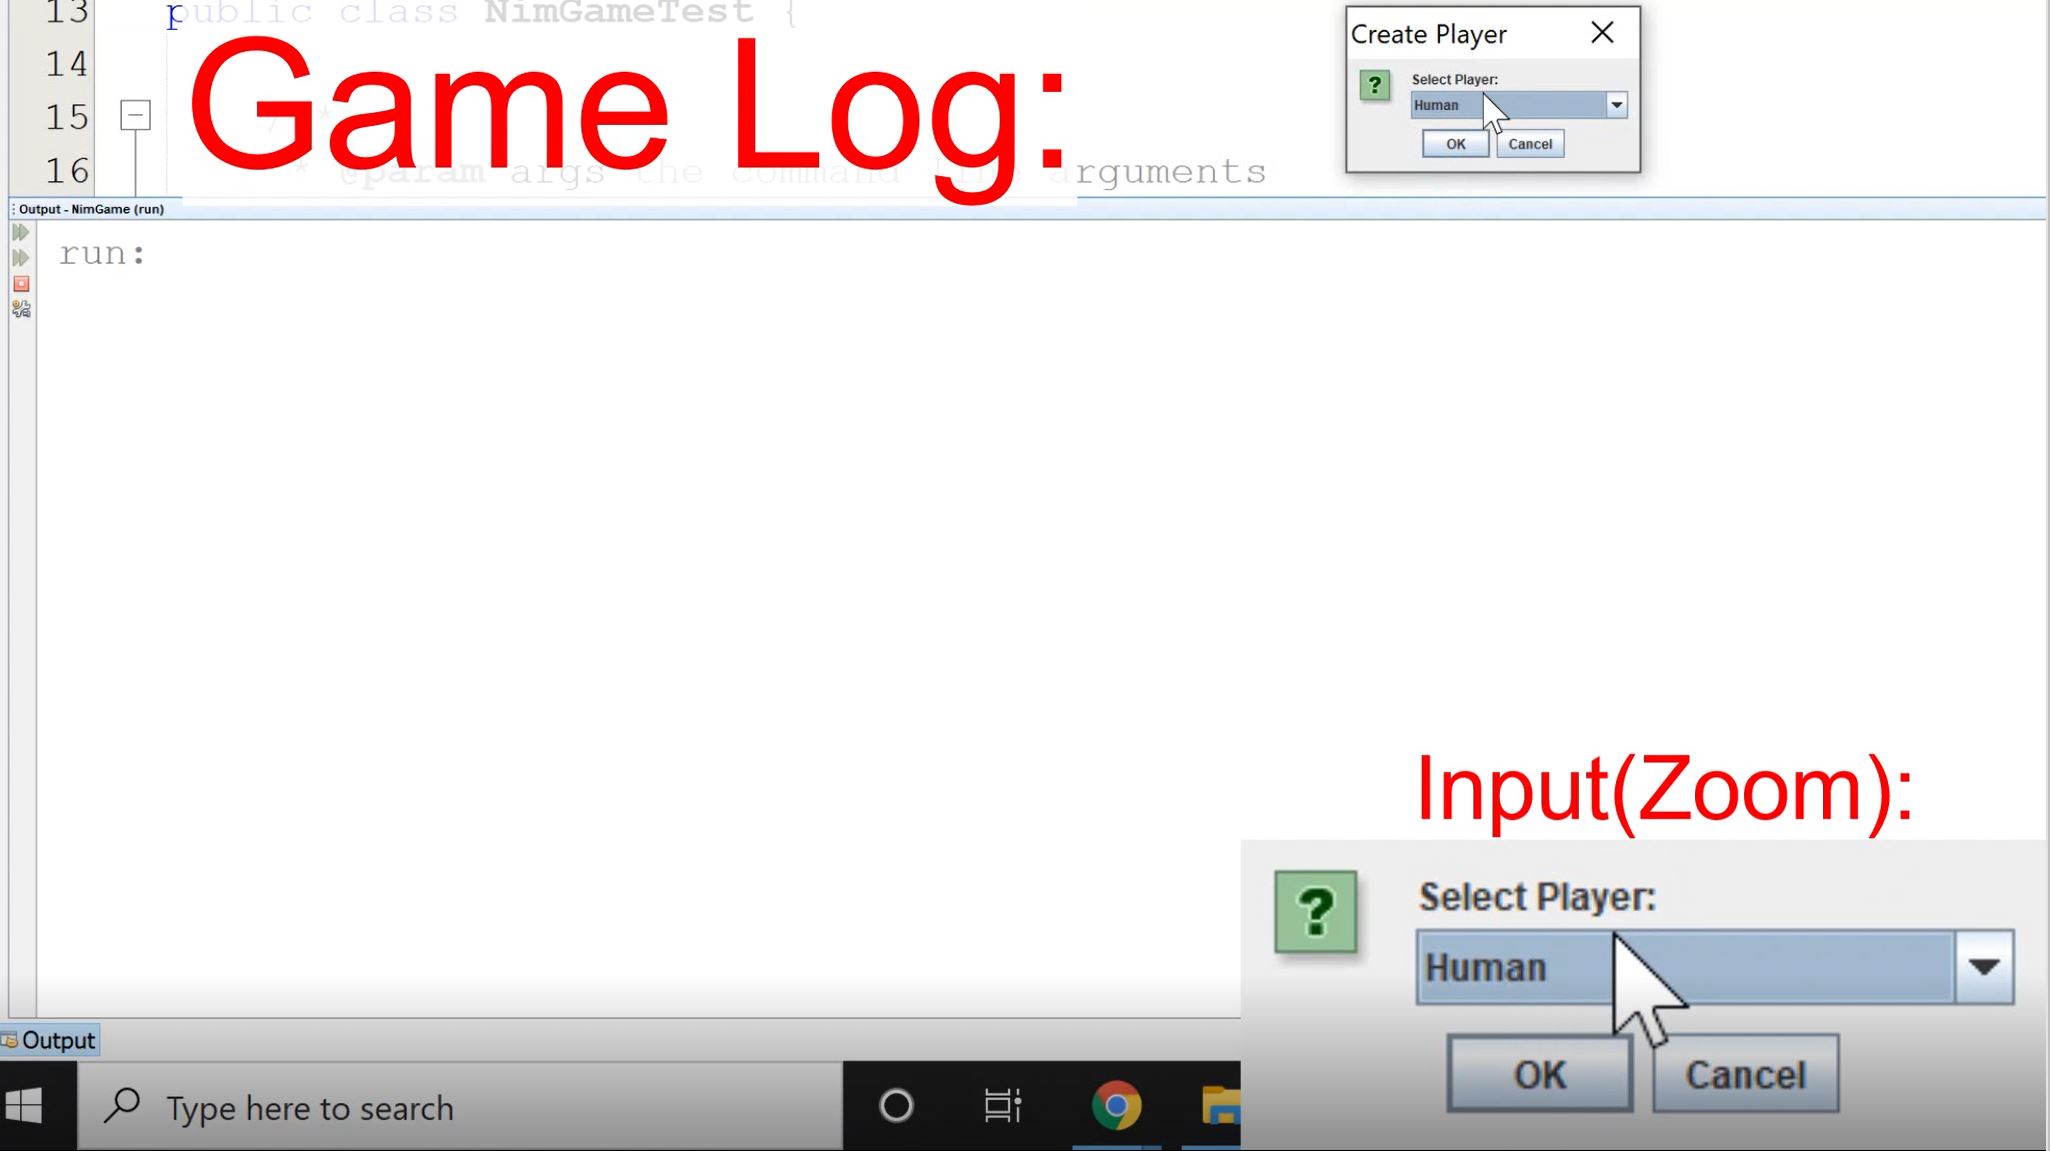 13 public class NimGameTest {
14
Game Log:
15 /**
16 * @param args the command line arguments
Create Player
Select Player:
Human
OK Cancel
Output - NimGame (run)
run:
Input(Zoom):
Select Player:
Human
OK Cancel
Output
Type here to search